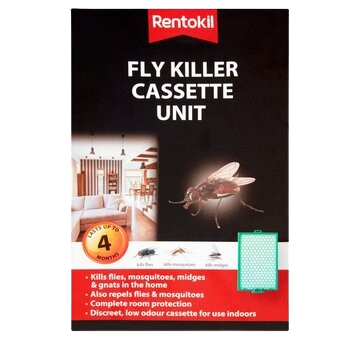 Rentokil
FLY KILLER
CASSETTE
UNIT
LASTS UP TO
4
MONTHS
kills flies
kills mosquitoes
kills midges
• Kills flies, mosquitoes, midges
& gnats in the home
• Also repels flies & mosquitoes
• Complete room protection
• Discreet, low odour cassette for use indoors